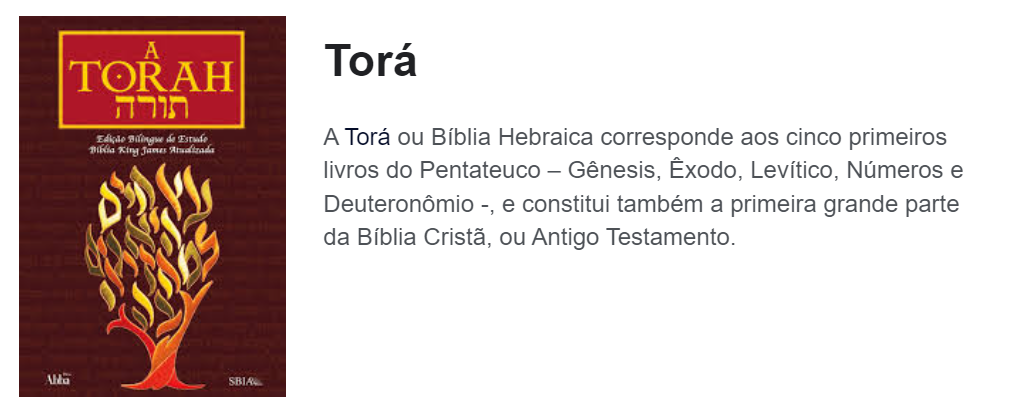 A
TORAH
תורה
Edição Bilíngue de Estudo
Bíblia King James Atualizada
עץ חיים
Abba
SBIA
Torá
A Torá ou Bíblia Hebraica corresponde aos cinco primeiros
livros do Pentateuco – Gênesis, Êxodo, Levítico, Números e
Deuteronômio -, e constitui também a primeira grande parte
da Bíblia Cristã, ou Antigo Testamento.